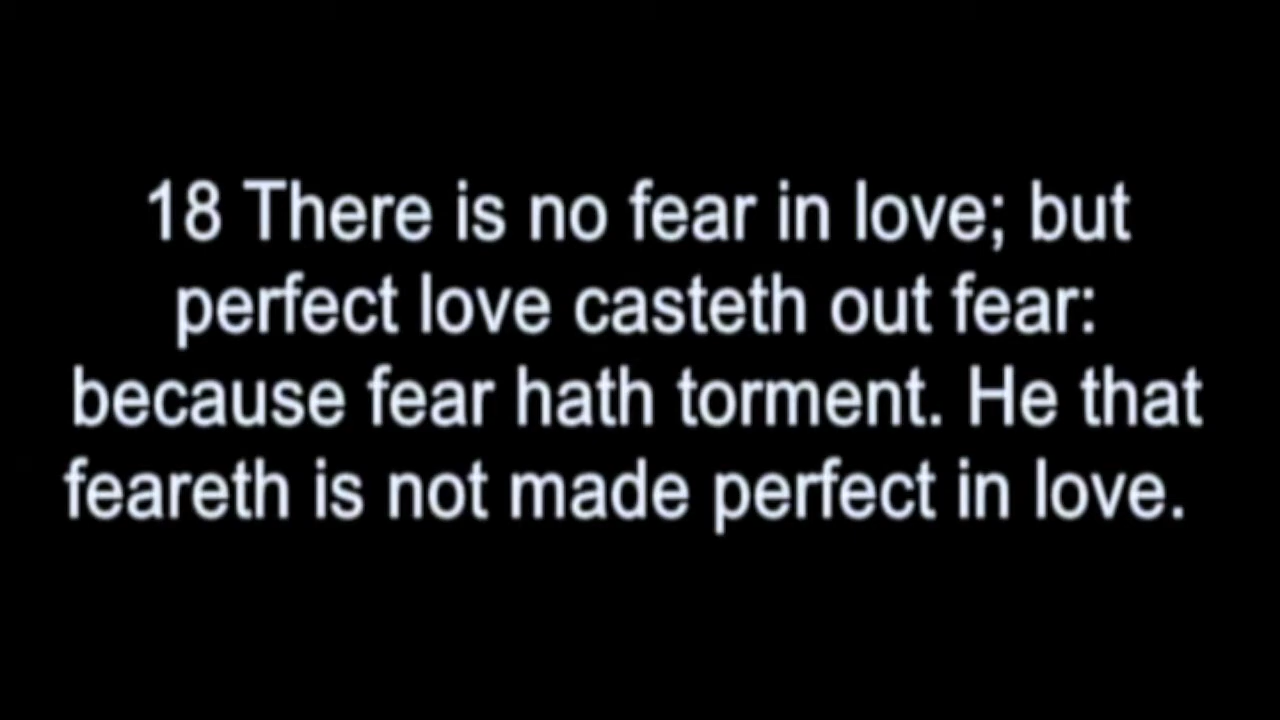 18 There is no fear in love; but
perfect love casteth out fear:
because fear hath torment. He that
feareth is not made perfect in love.